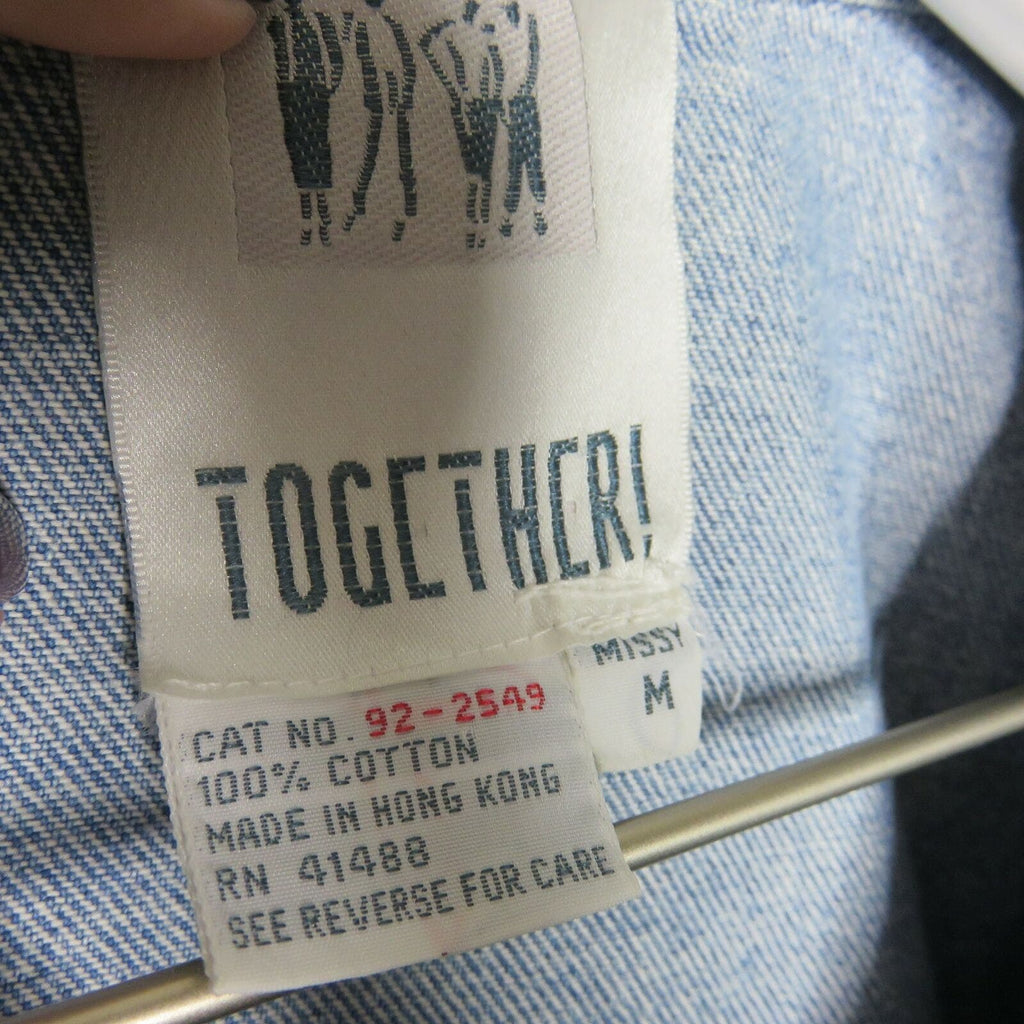 TOGETHER!
MISSY
M
CAT NO. 92-2549
100% COTTON
MADE IN HONG KONG
RN 41488
SEE REVERSE FOR CARE